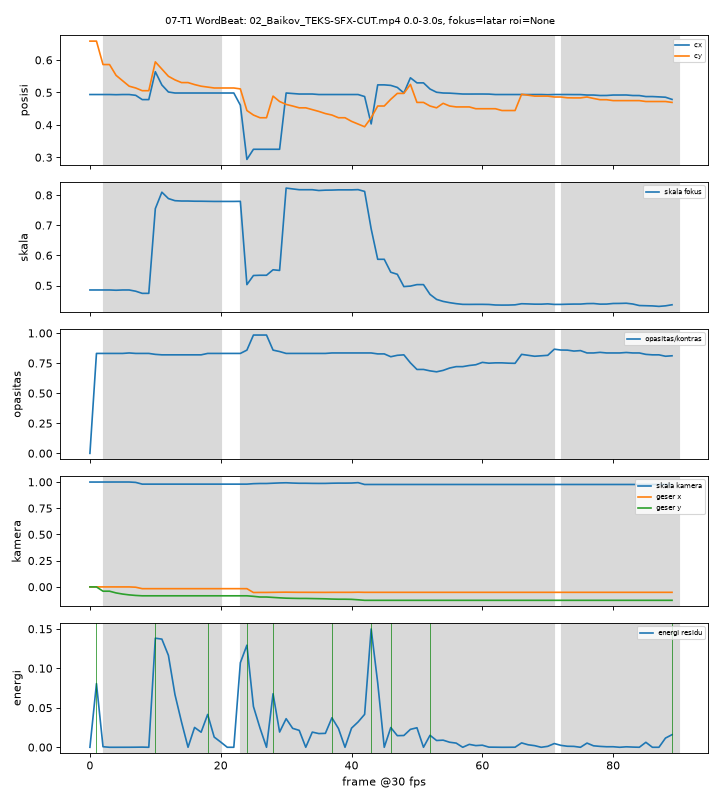 07-T1 WordBeat: 02_Baikov_TEKS-SFX-CUT.mp4 0.0-3.0s, fokus=latar roi=None
cx
cy
0.6
0.5
0.4
0.3
posisi
skala fokus
0.8
0.7
0.6
0.5
skala
opasitas/kontras
1.00
0.75
0.50
0.25
0.00
opasitas
skala kamera
geser x
geser y
1.00
0.75
0.50
0.25
0.00
kamera
energi residu
0.15
0.10
0.05
0.00
energi
0 20 40 60 80
frame @30 fps